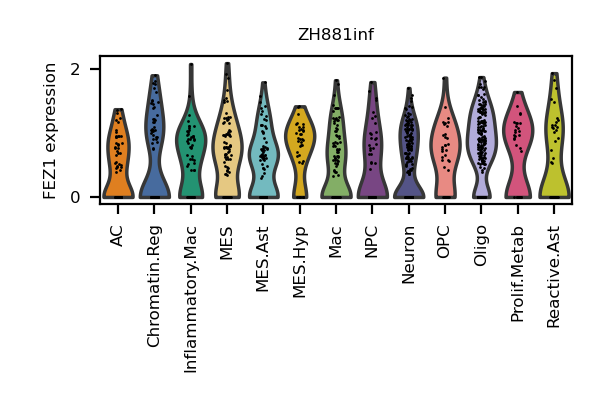 ZH881inf
FEZ1 expression
2
0
AC
Chromatin.Reg
Inflammatory.Mac
MES
MES.Ast
MES.Hyp
Mac
NPC
Neuron
OPC
Oligo
Prolif.Metab
Reactive.Ast